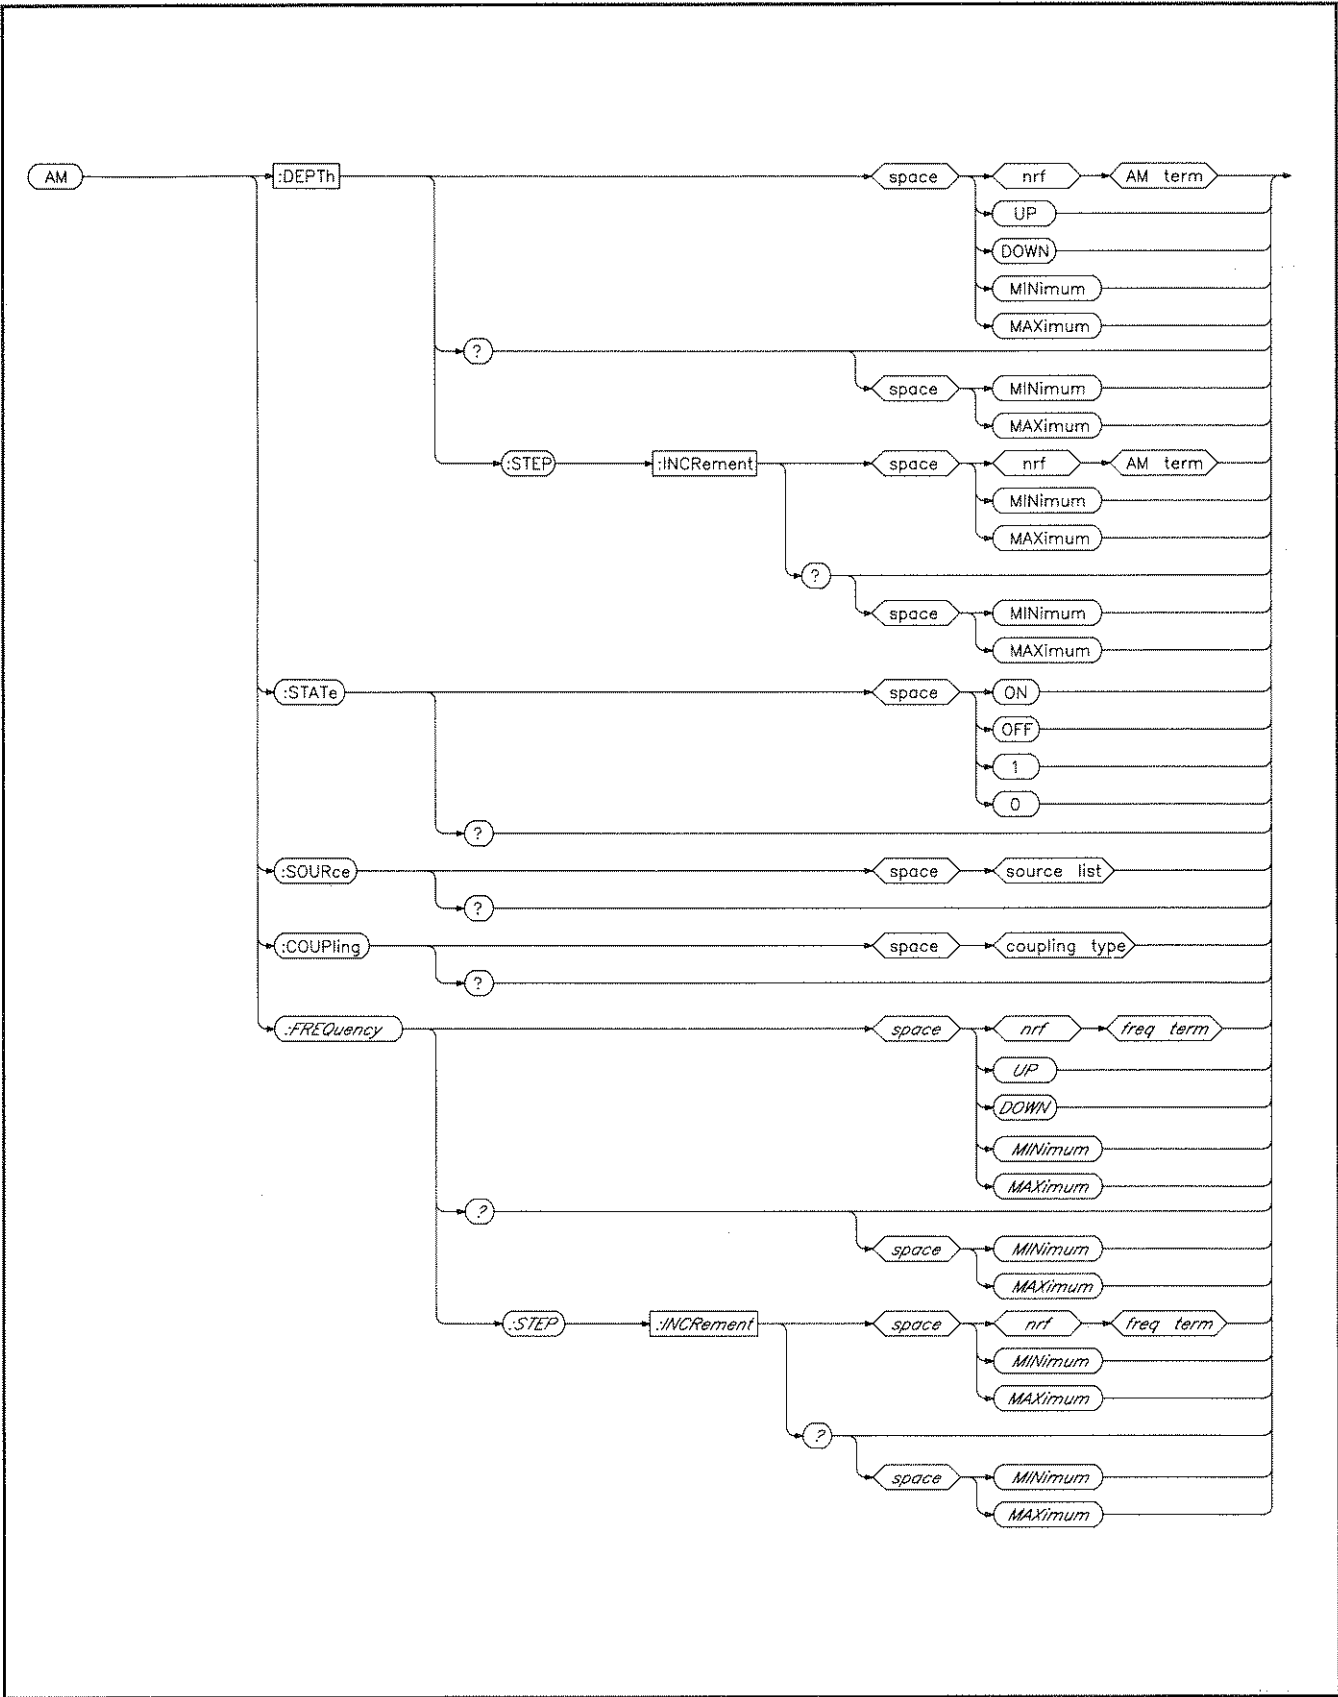 AM :DEPTh space nrf AM term
UP
DOWN
MINimum
MAXimum
?
space MINimum
MAXimum
:STEP :INCRement space nrf AM term
MINimum
MAXimum
?
space MINimum
MAXimum
:STATe space ON
OFF
1
0
?
:SOURce space source list
?
:COUPling space coupling type
?
:FREQuency space nrf freq term
UP
DOWN
MINimum
MAXimum
?
space MINimum
MAXimum
:STEP :INCRement space nrf freq term
MINimum
MAXimum
?
space MINimum
MAXimum